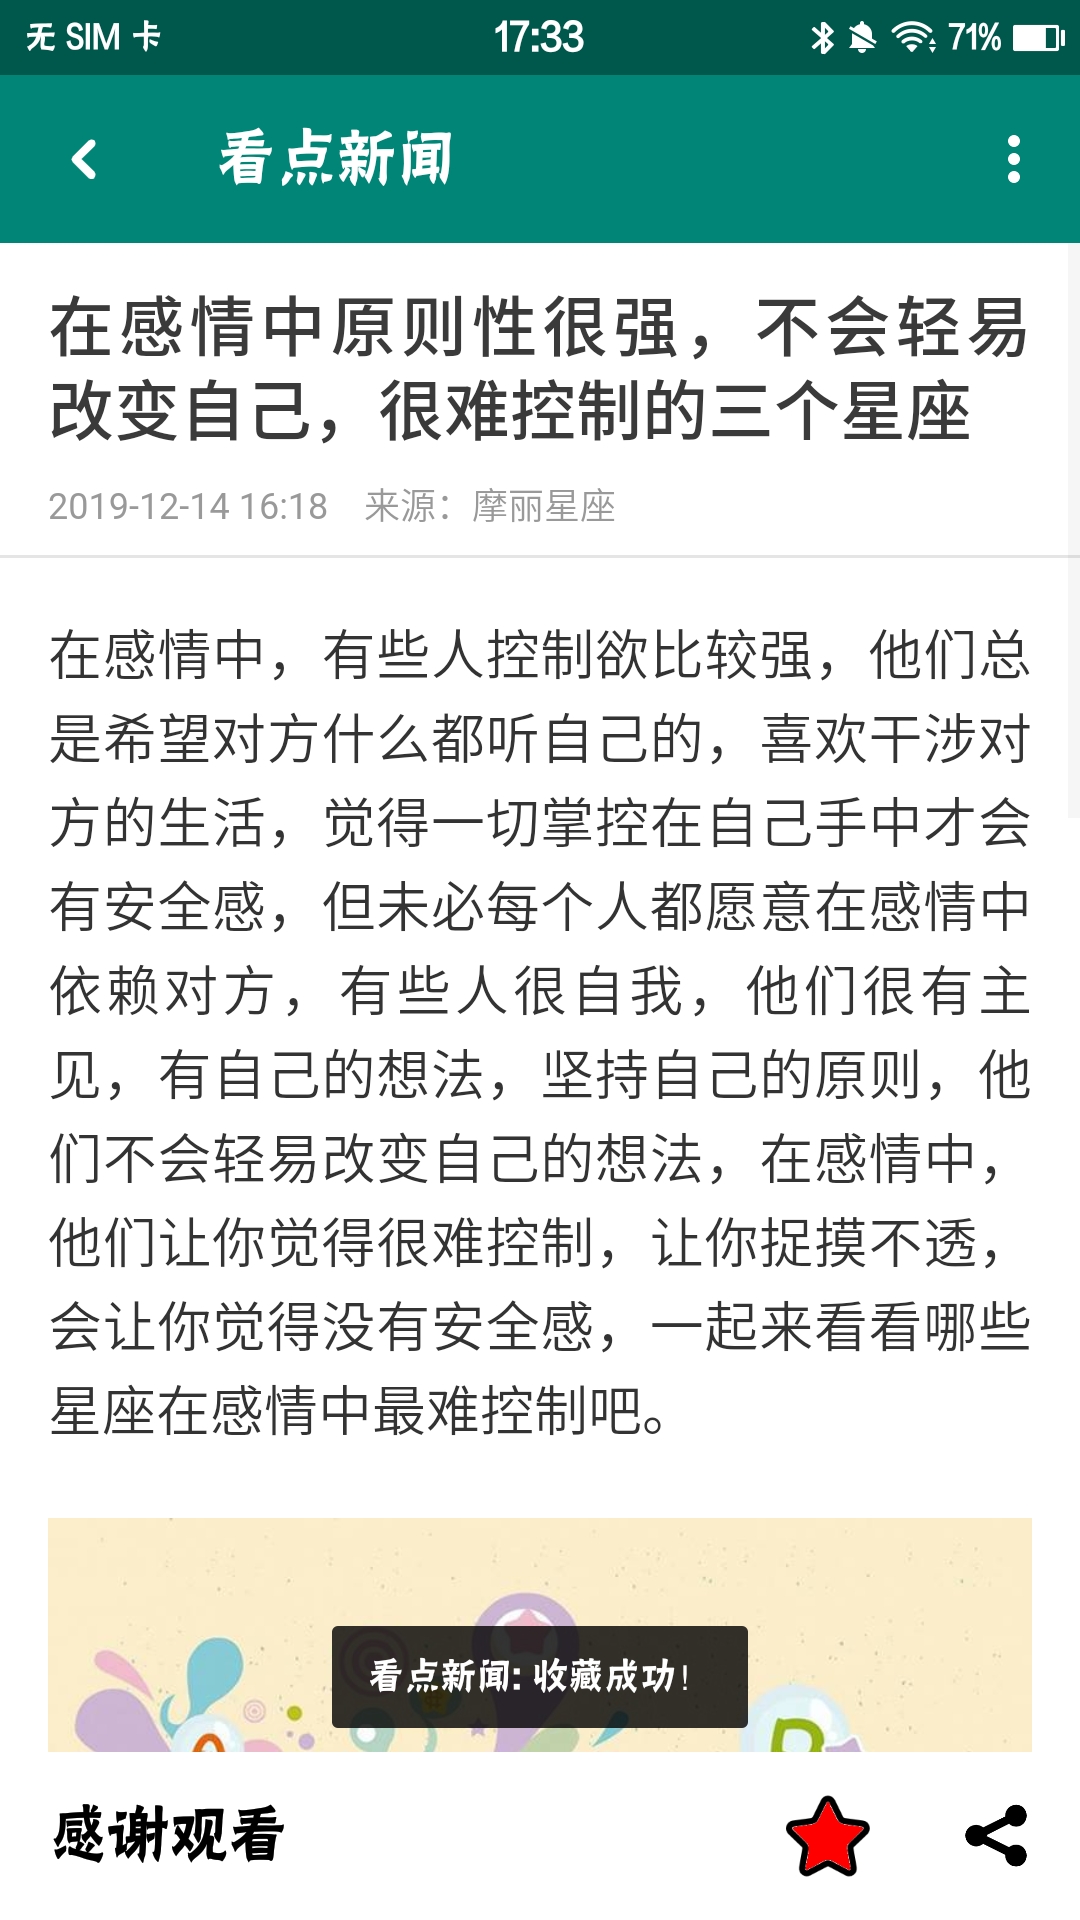 无 SIM 卡
17:33
71%
看点新闻
在感情中原则性很强，不会轻易
改变自己，很难控制的三个星座
2019-12-14 16:18 来源：摩丽星座
在感情中，有些人控制欲比较强，他们总
是希望对方什么都听自己的，喜欢干涉对
方的生活，觉得一切掌控在自己手中才会
有安全感，但未必每个人都愿意在感情中
依赖对方，有些人很自我，他们很有主
见，有自己的想法，坚持自己的原则，他
们不会轻易改变自己的想法，在感情中，
他们让你觉得很难控制，让你捉摸不透，
会让你觉得没有安全感，一起来看看哪些
星座在感情中最难控制吧。
看点新闻: 收藏成功!
感谢观看